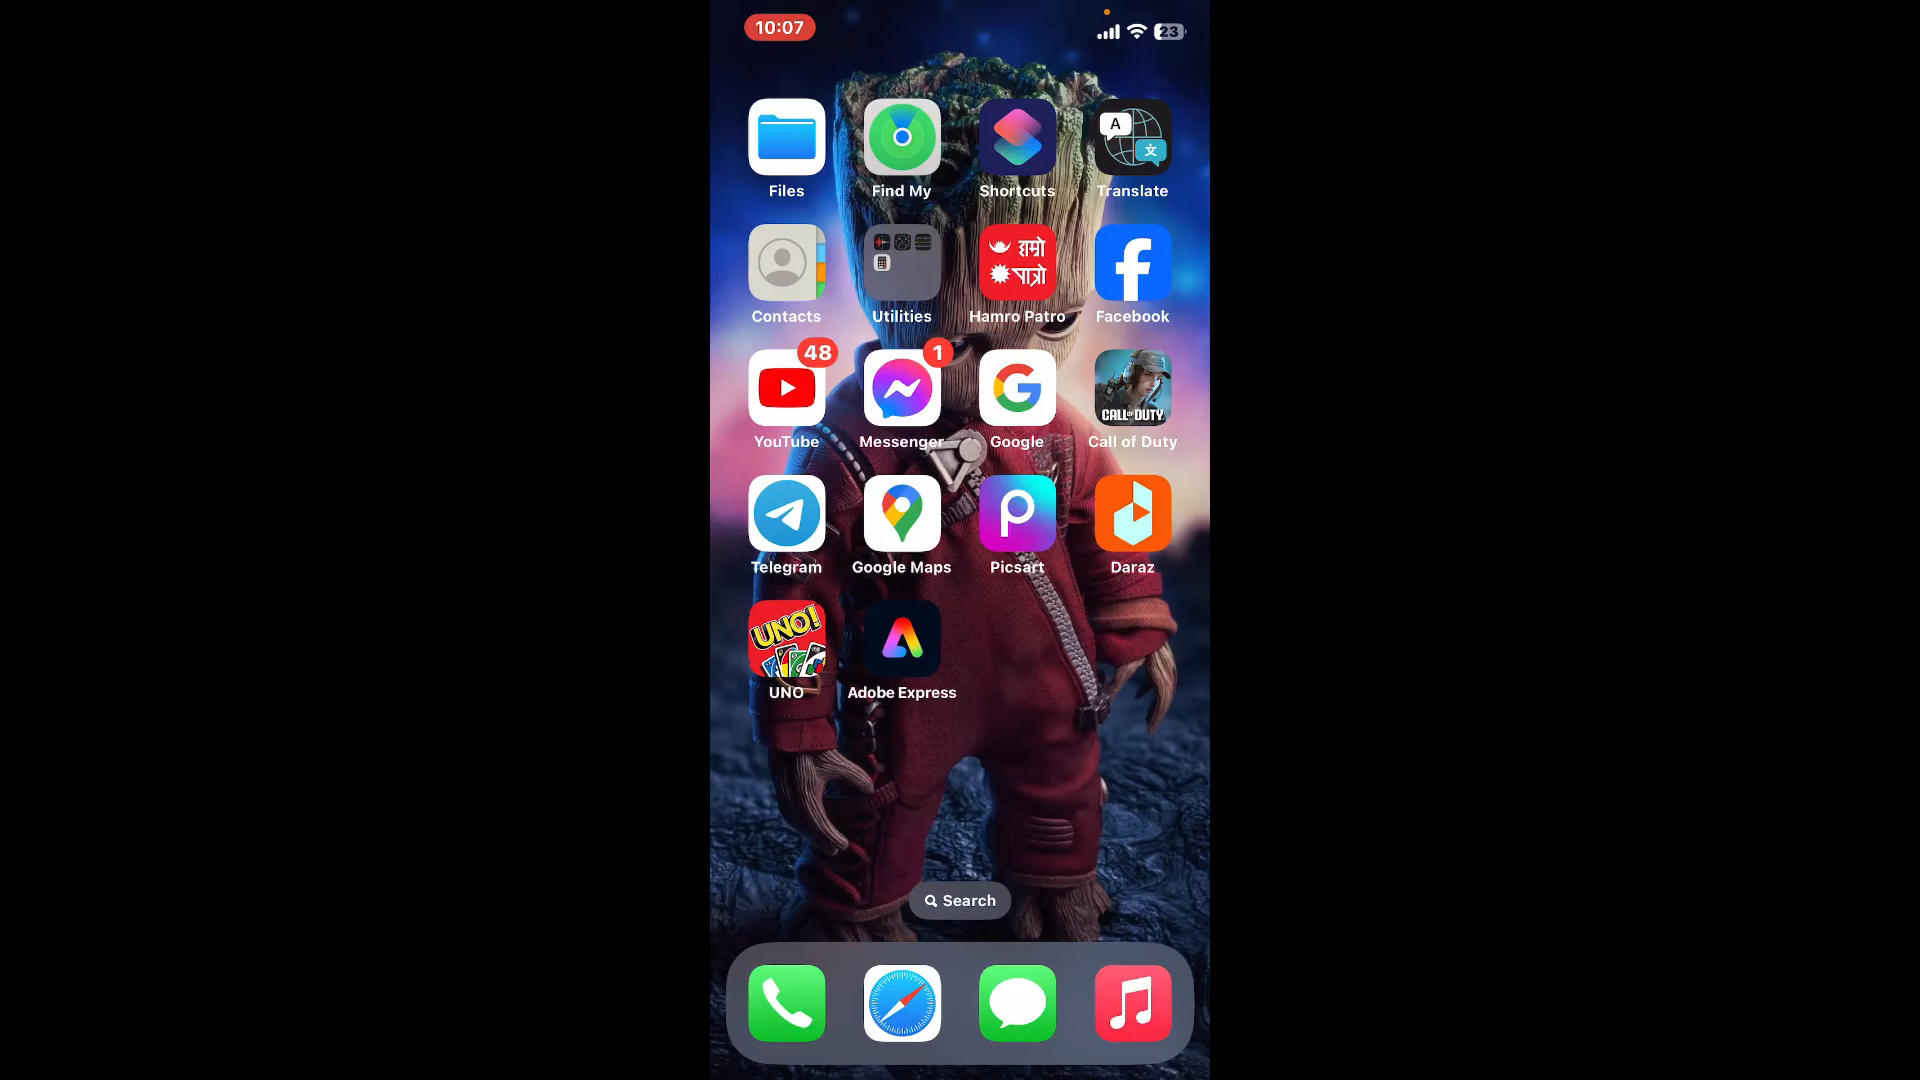 10:07
23
A
文
Files
Find My
Shortcuts
Translate
हाम्रो
पात्रो
Contacts
Utilities
Hamro Patro
Facebook
48
1
CALL OF DUTY
YouTube
Messenger
Google
Call of Duty
Telegram
Google Maps
Picsart
Daraz
UNO!
UNO
Adobe Express
Search